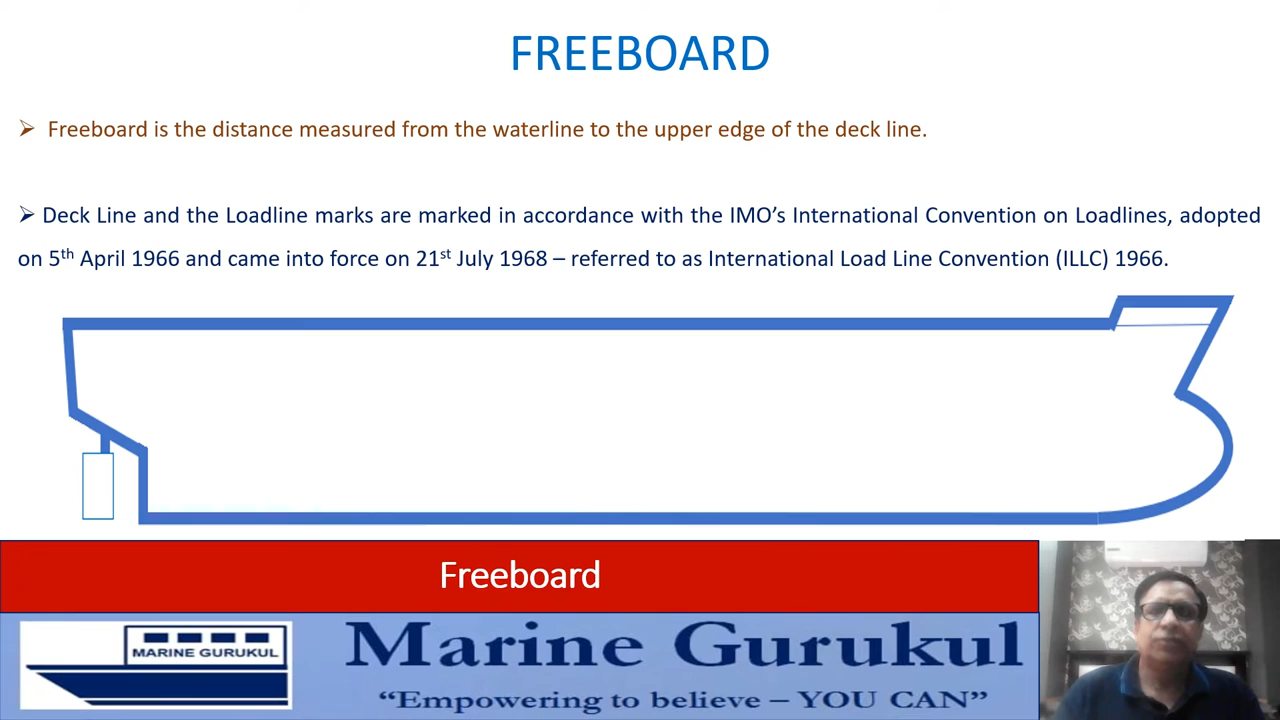 FREEBOARD
➢ Freeboard is the distance measured from the waterline to the upper edge of the deck line.
➢ Deck Line and the Loadline marks are marked in accordance with the IMO’s International Convention on Loadlines, adopted
on 5th April 1966 and came into force on 21st July 1968 – referred to as International Load Line Convention (ILLC) 1966.
Freeboard
MARINE GURUKUL
Marine Gurukul
“Empowering to believe – YOU CAN”